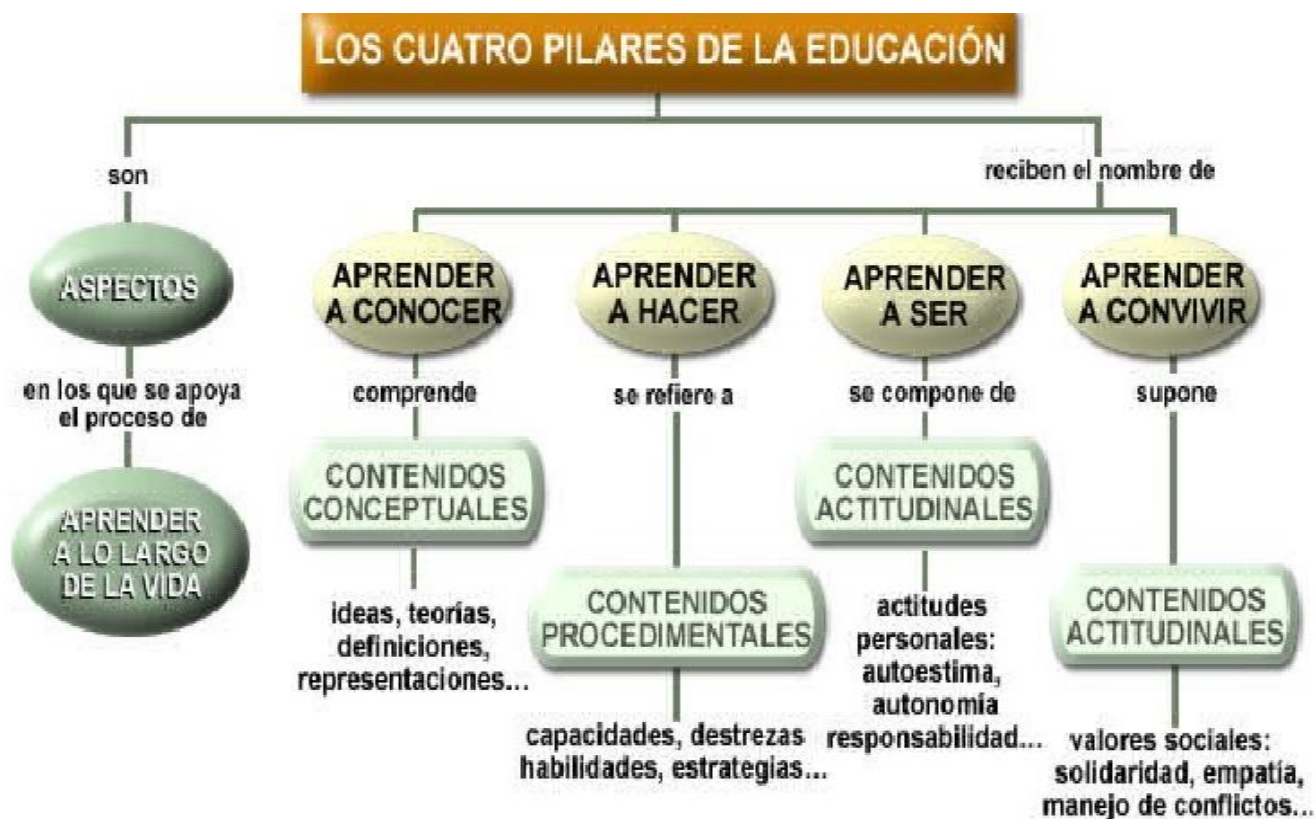 LOS CUATRO PILARES DE LA EDUCACIÓN
son
reciben el nombre de
ASPECTOS
en los que se apoya
el proceso de
APRENDER
A LO LARGO
DE LA VIDA
APRENDER
A CONOCER
comprende
CONTENIDOS
CONCEPTUALES
ideas, teorías,
definiciones,
representaciones...
APRENDER
A HACER
se refiere a
CONTENIDOS
PROCEDIMENTALES
capacidades, destrezas
habilidades, estrategias...
APRENDER
A SER
se compone de
CONTENIDOS
ACTITUDINALES
actitudes
personales:
autoestima,
autonomía
responsabilidad...
APRENDER
A CONVIVIR
supone
CONTENIDOS
ACTITUDINALES
valores sociales:
solidaridad, empatía,
manejo de conflictos...